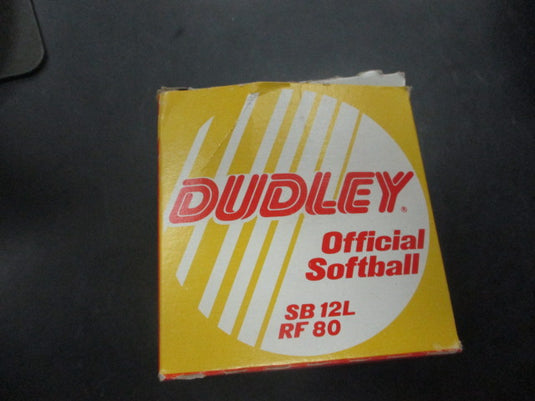 DUDLEY®
Official
Softball
SB 12L
RF 80